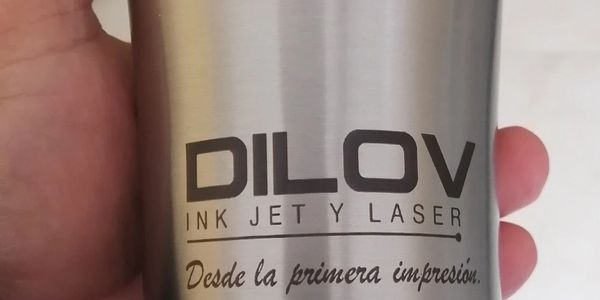 DILOV
INK JET Y LASER
Desde la primera impresión.